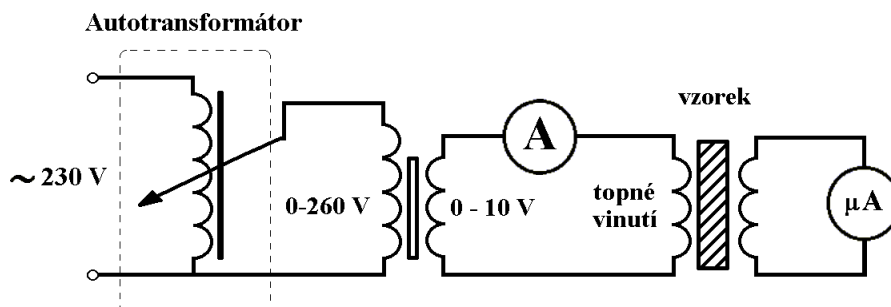 Autotransformátor
~ 230 V
0-260 V
0 - 10 V
A
topné
vinutí
vzorek
µA